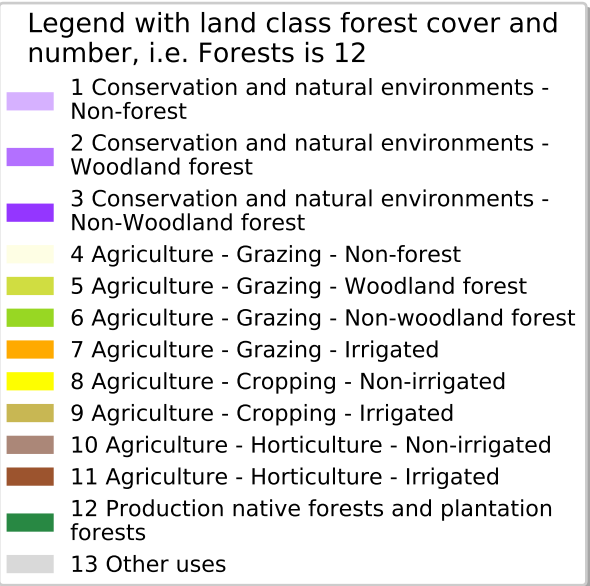 Legend with land class forest cover and
number, i.e. Forests is 12
1 Conservation and natural environments -
Non-forest
2 Conservation and natural environments -
Woodland forest
3 Conservation and natural environments -
Non-Woodland forest
4 Agriculture - Grazing - Non-forest
5 Agriculture - Grazing - Woodland forest
6 Agriculture - Grazing - Non-woodland forest
7 Agriculture - Grazing - Irrigated
8 Agriculture - Cropping - Non-irrigated
9 Agriculture - Cropping - Irrigated
10 Agriculture - Horticulture - Non-irrigated
11 Agriculture - Horticulture - Irrigated
12 Production native forests and plantation
forests
13 Other uses